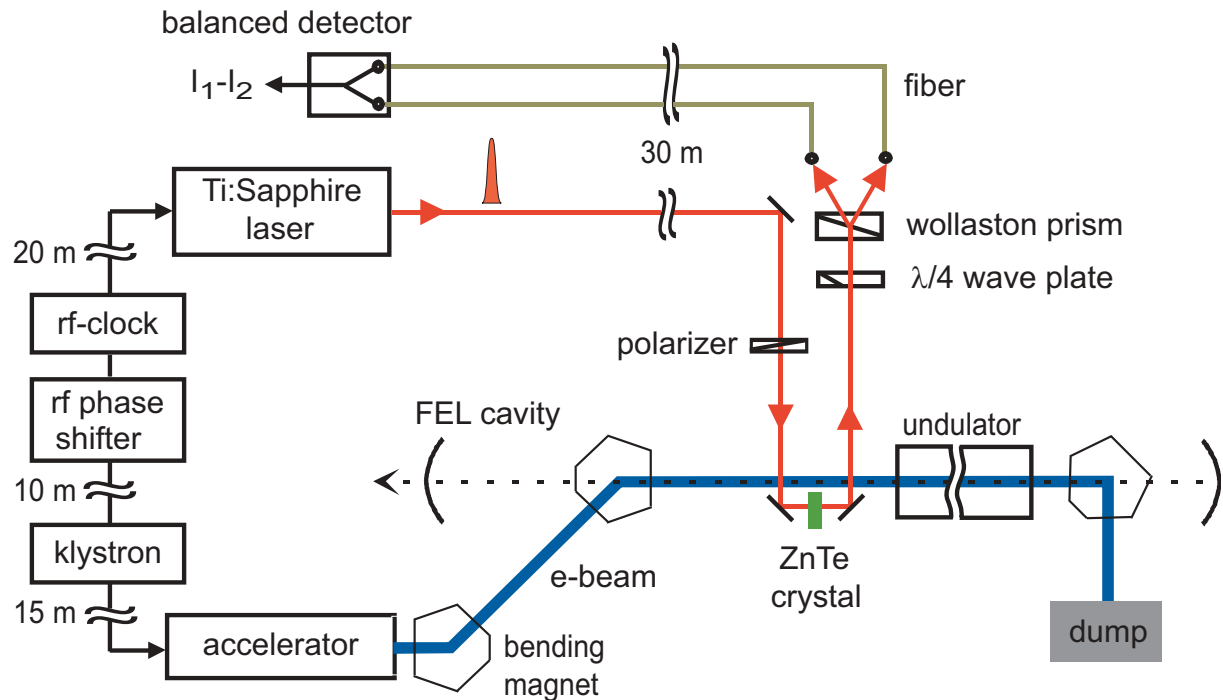 balanced detector
I1-I2
fiber
30 m
Ti:Sapphire
laser
wollaston prism
λ/4 wave plate
20 m
rf-clock
polarizer
rf phase
shifter
FEL cavity
undulator
10 m
klystron
e-beam
ZnTe
crystal
15 m
accelerator
bending
magnet
dump